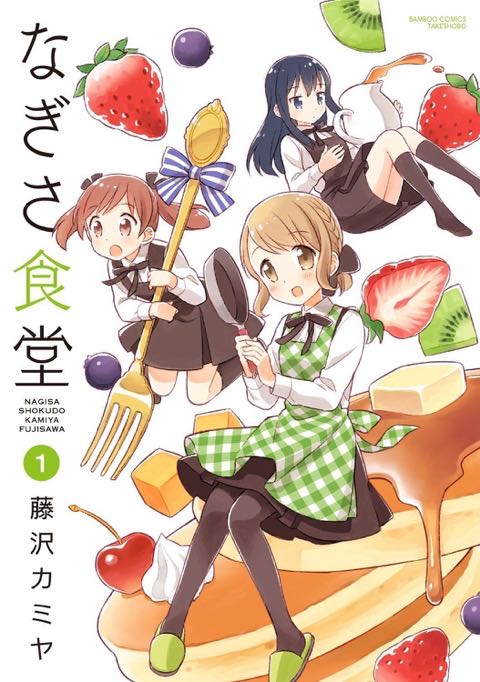 BAMBOO COMICS
TAKESHOBO
なぎさ食堂
NAGISA
SHOKUDO
KAMIYA
FUJISAWA
1
藤沢カミヤ